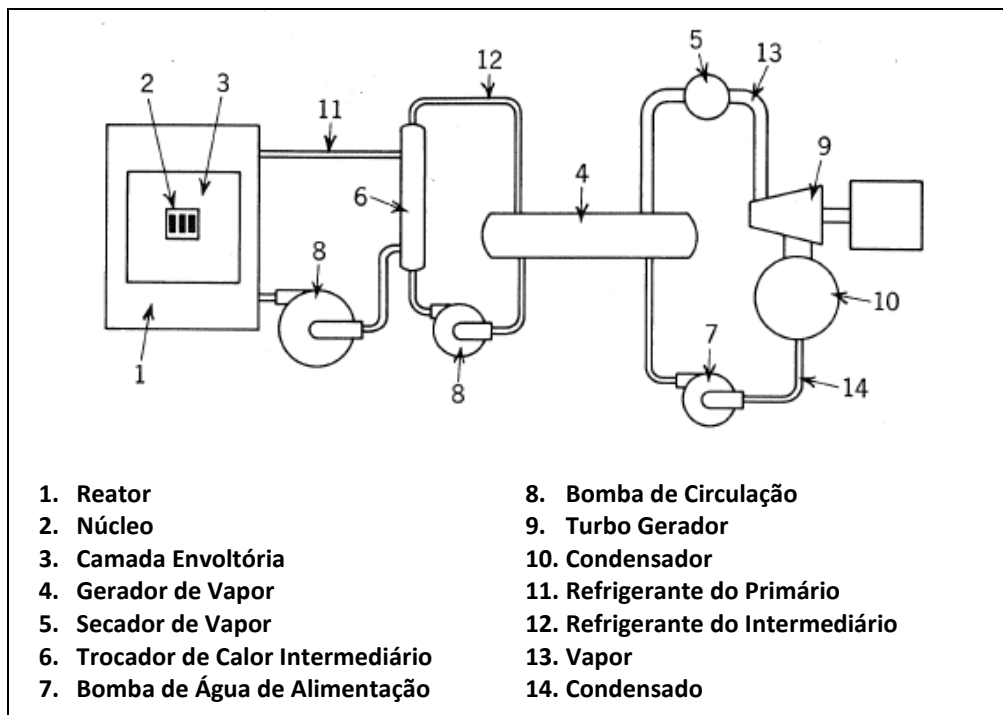 12
5
13
2
3
11
9
4
6
8
10
7
1
8
14
1. Reator
2. Núcleo
3. Camada Envoltória
4. Gerador de Vapor
5. Secador de Vapor
6. Trocador de Calor Intermediário
7. Bomba de Água de Alimentação
8. Bomba de Circulação
9. Turbo Gerador
10. Condensador
11. Refrigerante do Primário
12. Refrigerante do Intermediário
13. Vapor
14. Condensado